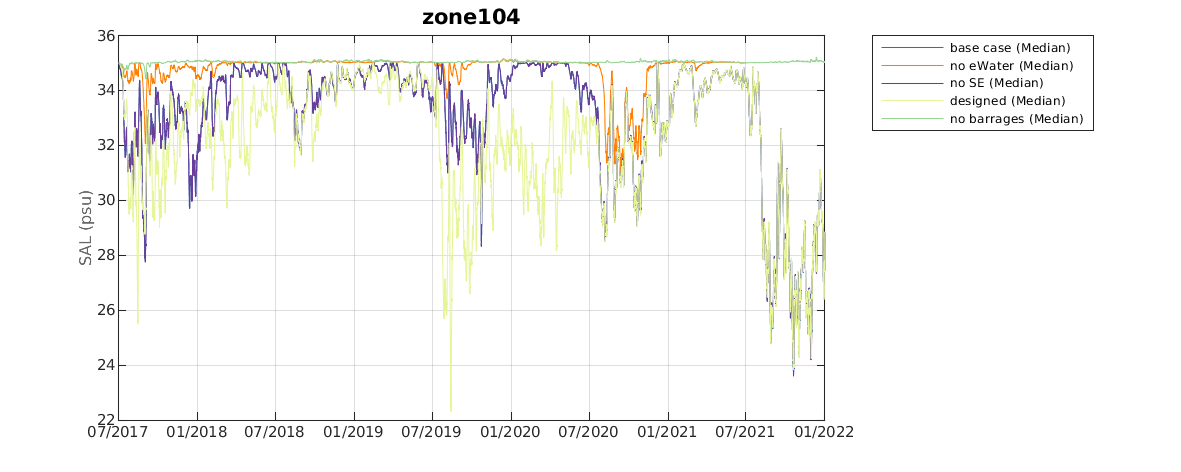 zone104
36
34
32
30
28
26
24
22
SAL (psu)
07/2017 01/2018 07/2018 01/2019 07/2019 01/2020 07/2020 01/2021 07/2021 01/2022
base case (Median)
no eWater (Median)
no SE (Median)
designed (Median)
no barrages (Median)